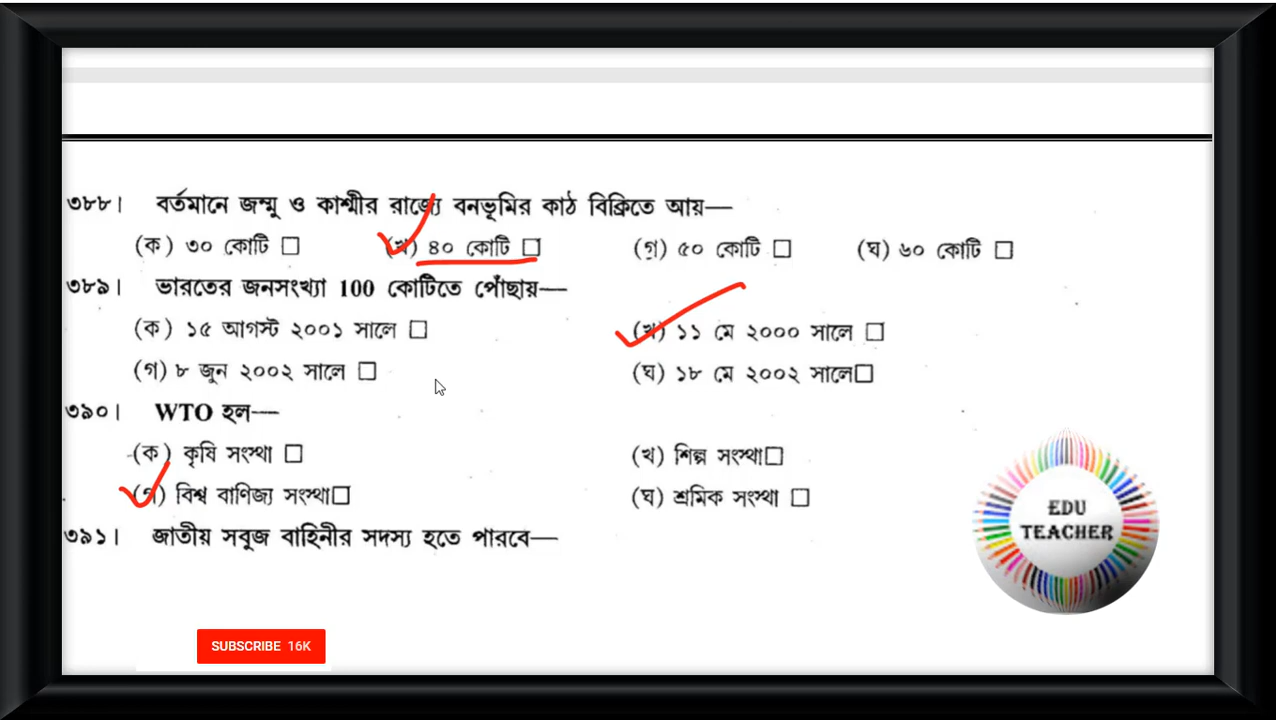 ৩৮৮। বর্তমানে জম্মু ও কাশ্মীর রাজ্যে বনভূমির কাঠ বিক্রিতে আয়—
(ক) ৩০ কোটি □ (খ) ৪০ কোটি □ (গ) ৫০ কোটি □ (ঘ) ৬০ কোটি □
৩৮৯। ভারতের জনসংখ্যা 100 কোটিতে পৌঁছায়—
(ক) ১৫ আগস্ট ২০০১ সালে □ (খ) ১১ মে ২০০০ সালে □
(গ) ৮ জুন ২০০২ সালে □ (ঘ) ১৮ মে ২০০২ সালে□
৩৯০। WTO হল—
(ক) কৃষি সংস্থা □ (খ) শিল্প সংস্থা□
(গ) বিশ্ব বাণিজ্য সংস্থা□ (ঘ) শ্রমিক সংস্থা □
৩৯১। জাতীয় সবুজ বাহিনীর সদস্য হতে পারবে—
EDU
TEACHER
SUBSCRIBE 16K